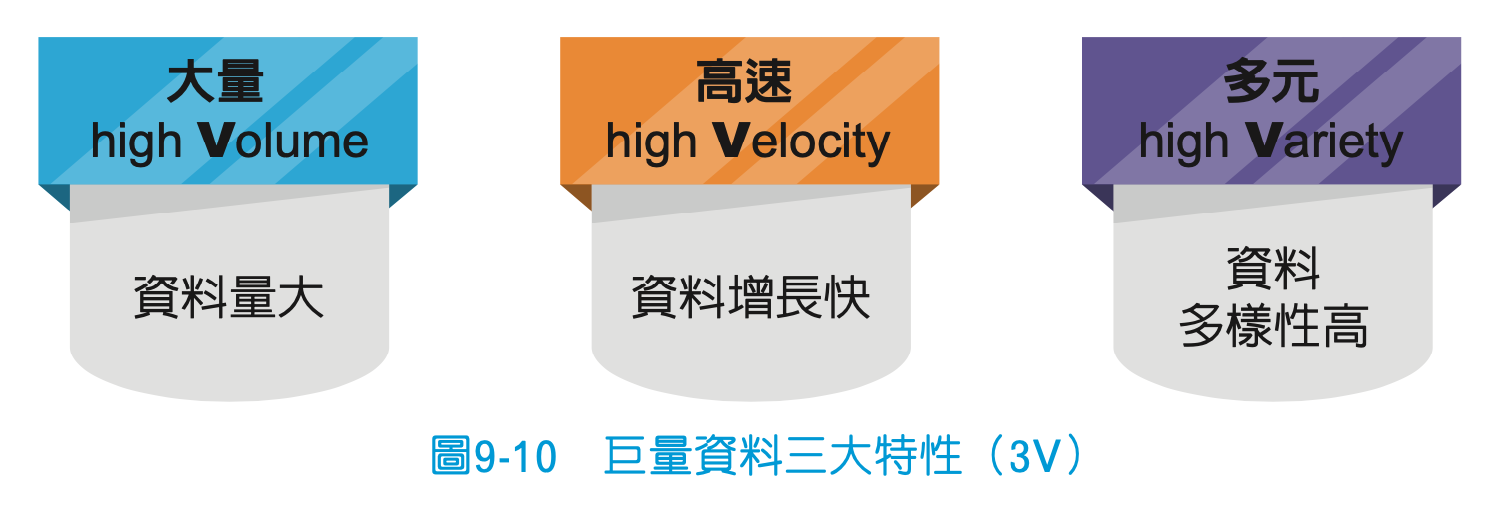 大量
high Volume
資料量大
高速
high Velocity
資料增長快
多元
high Variety
資料
多樣性高
圖9-10 巨量資料三大特性（3V）